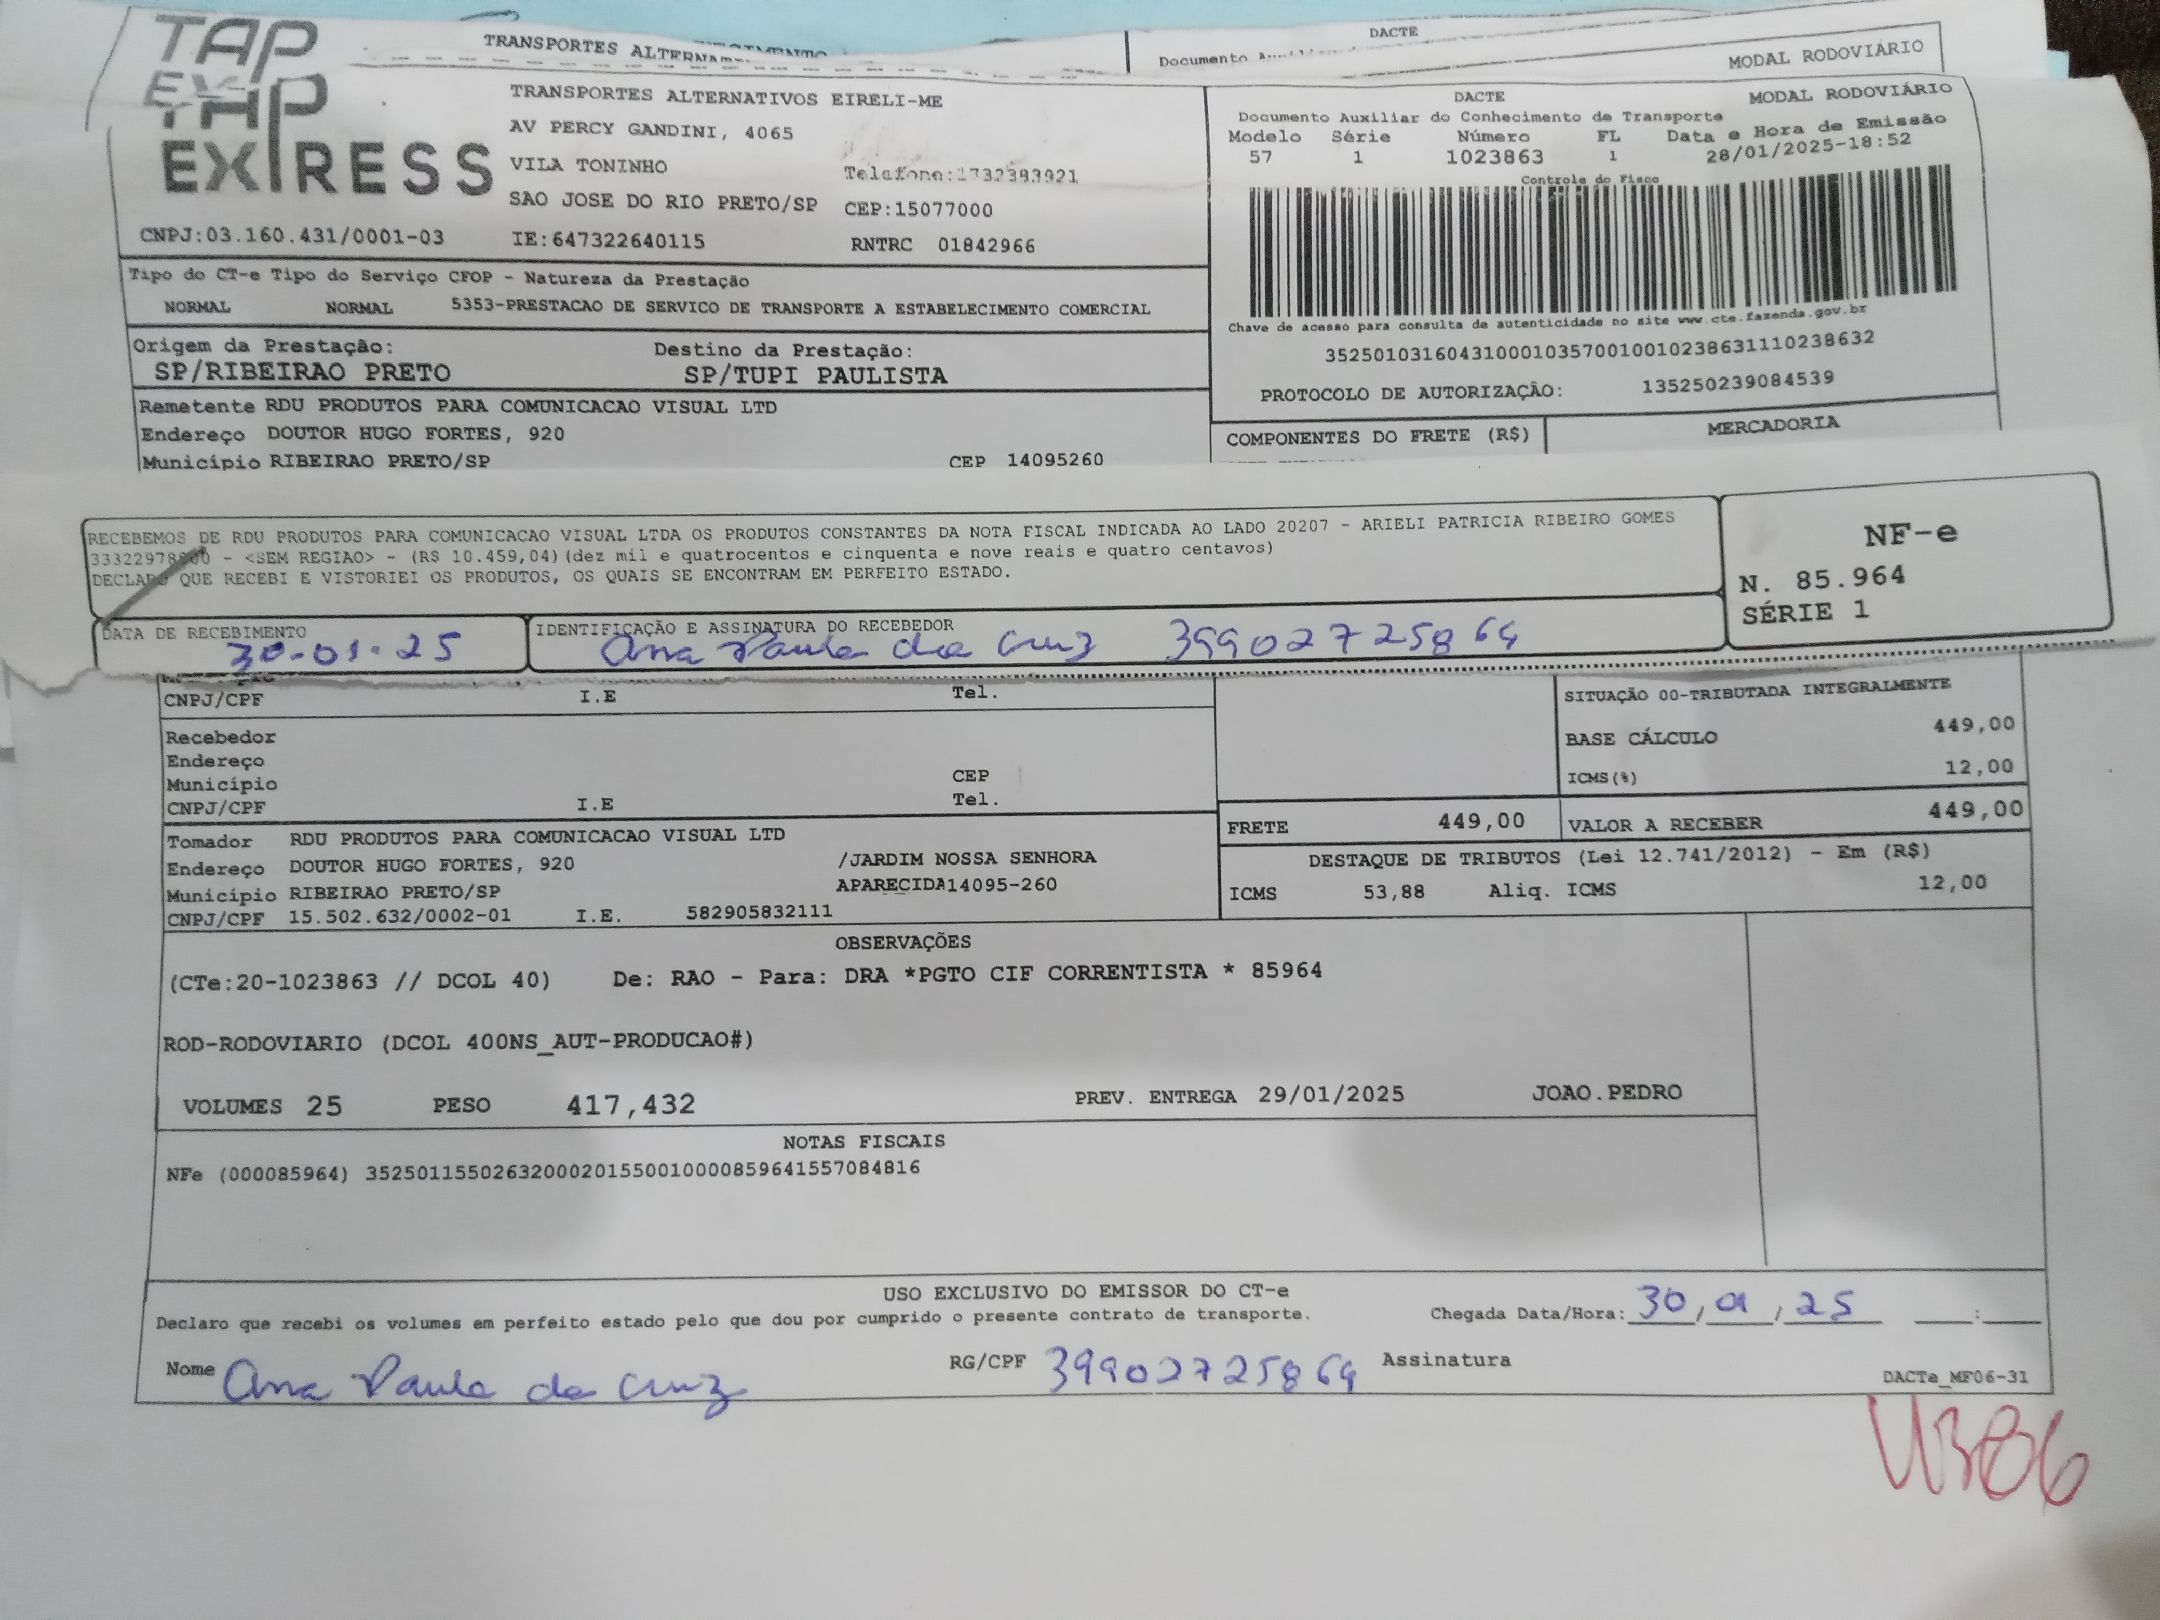 TAP
TRANSPORTES
DACTE
Documento
MODAL RODOVIÁRIO
TAP
EXPRESS
TRANSPORTES ALTERNATIVOS EIRELI-ME
AV PERCY GANDINI, 4065
VILA TONINHO
Telefone:1732393921
SAO JOSE DO RIO PRETO/SP CEP:15077000
CNPJ:03.160.431/0001-03 IE:647322640115 RNTRC 01842966
DACTE MODAL RODOVIÁRIO
Documento Auxiliar do Conhecimento de Transporte
Modelo Série Número FL Data e Hora de Emissão
57 1 1023863 1 28/01/2025-18:52
Controle do Fisco
Chave de acesso para consulta de autenticidade no site www.cte.fazenda.gov.br
35250103160431000103570010010238631110238632
PROTOCOLO DE AUTORIZAÇÃO: 135250239084539
Tipo do CT-e Tipo do Serviço CFOP - Natureza da Prestação
NORMAL NORMAL 5353-PRESTACAO DE SERVICO DE TRANSPORTE A ESTABELECIMENTO COMERCIAL
Origem da Prestação: Destino da Prestação:
SP/RIBEIRAO PRETO SP/TUPI PAULISTA
Remetente RDU PRODUTOS PARA COMUNICACAO VISUAL LTD
Endereço DOUTOR HUGO FORTES, 920
Município RIBEIRAO PRETO/SP CEP 14095260
COMPONENTES DO FRETE (R$) MERCADORIA
RECEBEMOS DE RDU PRODUTOS PARA COMUNICACAO VISUAL LTDA OS PRODUTOS CONSTANTES DA NOTA FISCAL INDICADA AO LADO 20207 - ARIELI PATRICIA RIBEIRO GOMES
- <SEM REGIAO> - (R$ 10.459,04)(dez mil e quatrocentos e cinquenta e nove reais e quatro centavos)
DECLARO QUE RECEBI E VISTORIEI OS PRODUTOS, OS QUAIS SE ENCONTRAM EM PERFEITO ESTADO.
NF-e
N. 85.964
SÉRIE 1
DATA DE RECEBIMENTO
30-01-25
IDENTIFICAÇÃO E ASSINATURA DO RECEBEDOR
Ana Paula da Cruz 39902725864
CNPJ/CPF I.E Tel.
Recebedor
Endereço
Município CEP
CNPJ/CPF I.E Tel.
SITUAÇÃO 00-TRIBUTADA INTEGRALMENTE
BASE CÁLCULO 449,00
ICMS(%) 12,00
FRETE 449,00 VALOR A RECEBER 449,00
Tomador RDU PRODUTOS PARA COMUNICACAO VISUAL LTD
Endereço DOUTOR HUGO FORTES, 920 /JARDIM NOSSA SENHORA
Município RIBEIRAO PRETO/SP APARECIDA14095-260
CNPJ/CPF 15.502.632/0002-01 I.E. 582905832111
DESTAQUE DE TRIBUTOS (Lei 12.741/2012) - Em (R$)
ICMS 53,88 Aliq. ICMS 12,00
OBSERVAÇÕES
(CTe:20-1023863 // DCOL 40) De: RAO - Para: DRA *PGTO CIF CORRENTISTA * 85964
ROD-RODOVIARIO (DCOL 400NS_AUT-PRODUCAO#)
VOLUMES 25 PESO 417,432 PREV. ENTREGA 29/01/2025 JOAO.PEDRO
NOTAS FISCAIS
NFe (000085964) 35250115502632000201550010000859641557084816
USO EXCLUSIVO DO EMISSOR DO CT-e
Declaro que recebi os volumes em perfeito estado pelo que dou por cumprido o presente contrato de transporte. Chegada Data/Hora: 30/01/25 :
Nome Ana Paula da Cruz RG/CPF 39902725864 Assinatura
DACTe_MF06-31